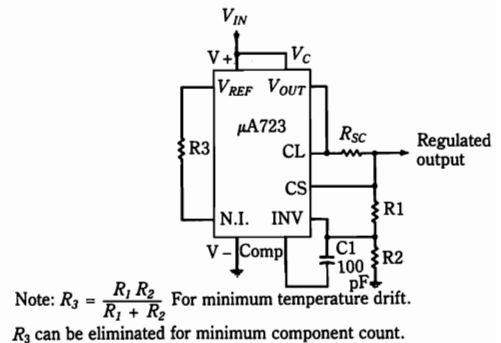 V_IN
V+
V_C
V_REF
V_OUT
µA723
R_SC
Regulated
output
R3
CL
CS
R1
N.I.
INV
V−
Comp
C1
100
pF
R2
Note: R_3 = R_1 R_2 / R_1 + R_2 For minimum temperature drift.
R_3 can be eliminated for minimum component count.